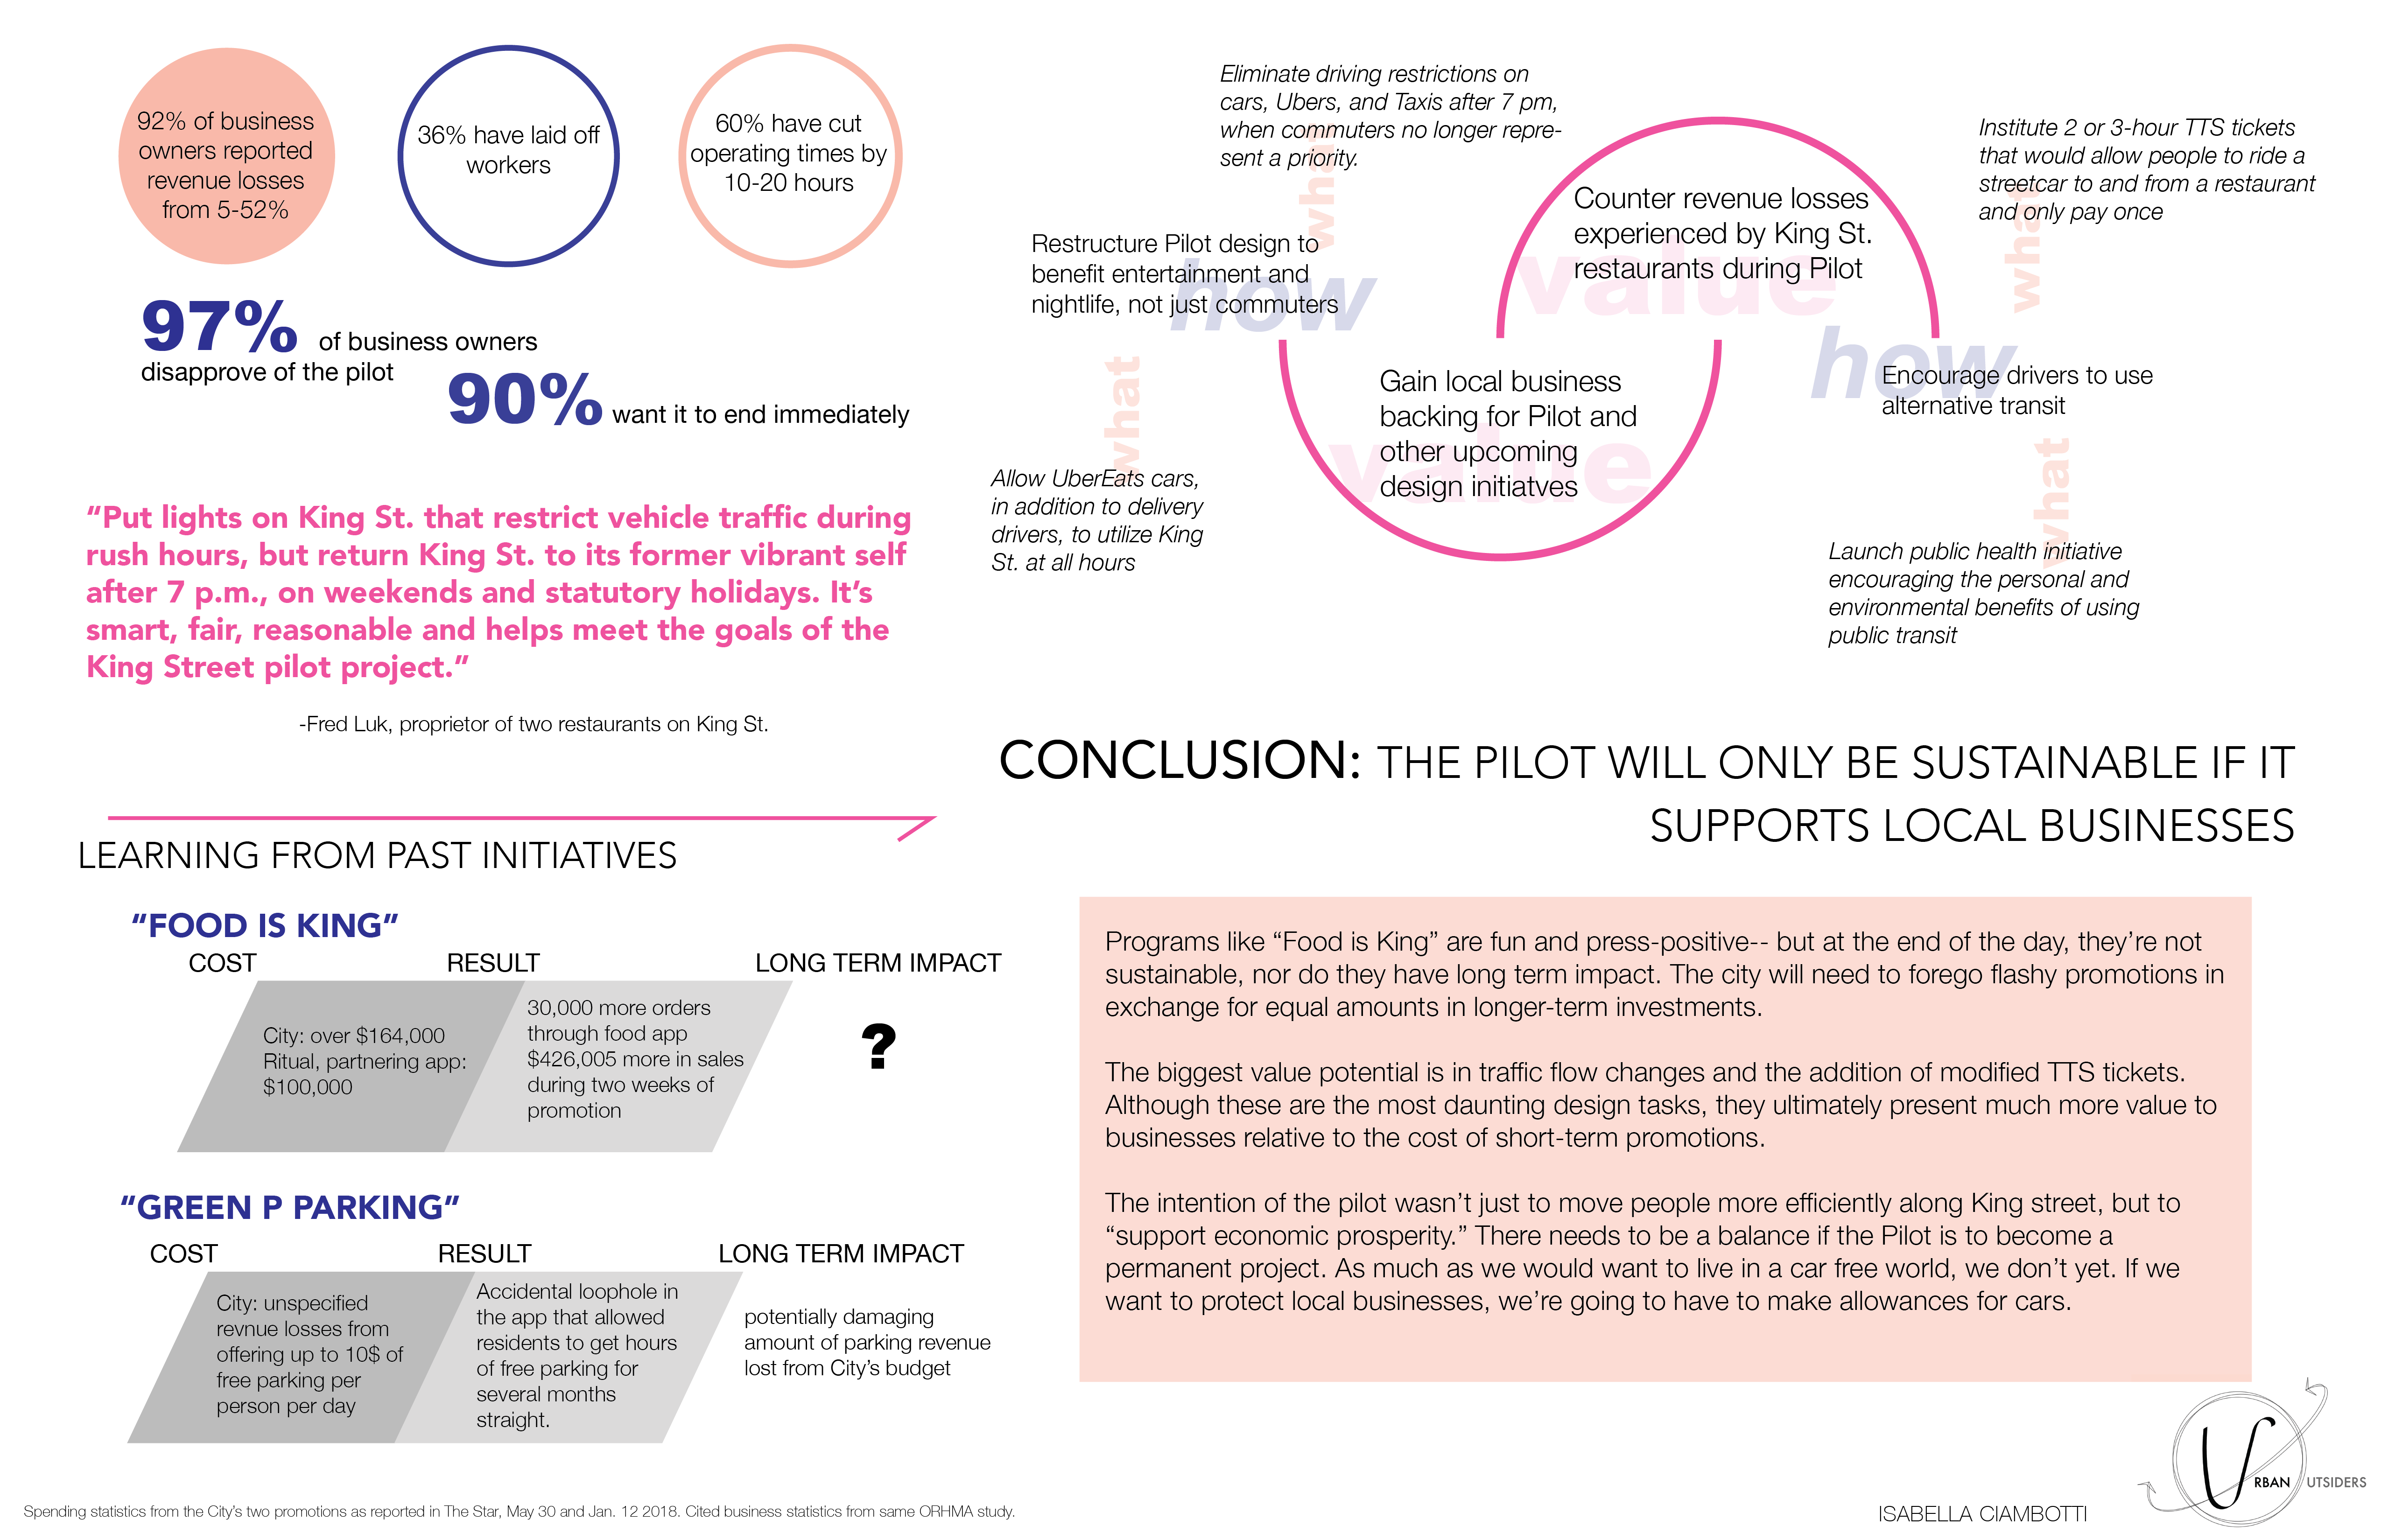 92% of business
owners reported
revenue losses
from 5-52%
36% have laid off
workers
60% have cut
operating times by
10-20 hours
97% of business owners
disapprove of the pilot
90% want it to end immediately
“Put lights on King St. that restrict vehicle traffic during
rush hours, but return King St. to its former vibrant self
after 7 p.m., on weekends and statutory holidays. It’s
smart, fair, reasonable and helps meet the goals of the
King Street pilot project.”
-Fred Luk, proprietor of two restaurants on King St.
LEARNING FROM PAST INITIATIVES
“FOOD IS KING”
COST
RESULT
LONG TERM IMPACT
City: over $164,000
Ritual, partnering app:
$100,000
30,000 more orders
through food app
$426,005 more in sales
during two weeks of
promotion
?
“GREEN P PARKING”
COST
RESULT
LONG TERM IMPACT
City: unspecified
revnue losses from
offering up to 10$ of
free parking per
person per day
Accidental loophole in
the app that allowed
residents to get hours
of free parking for
several months
straight.
potentially damaging
amount of parking revenue
lost from City’s budget
Spending statistics from the City’s two promotions as reported in The Star, May 30 and Jan. 12 2018. Cited business statistics from same ORHMA study.
Eliminate driving restrictions on
cars, Ubers, and Taxis after 7 pm,
when commuters no longer repre-
sent a priority.
what
Restructure Pilot design to
benefit entertainment and
nightlife, not just commuters
how
what
Allow UberEats cars,
in addition to delivery
drivers, to utilize King
St. at all hours
Counter revenue losses
experienced by King St.
restaurants during Pilot
value
Gain local business
backing for Pilot and
other upcoming
design initiatves
value
Institute 2 or 3-hour TTS tickets
that would allow people to ride a
streetcar to and from a restaurant
and only pay once
what
how
Encourage drivers to use
alternative transit
what
Launch public health initiative
encouraging the personal and
environmental benefits of using
public transit
CONCLUSION: THE PILOT WILL ONLY BE SUSTAINABLE IF IT
SUPPORTS LOCAL BUSINESSES
Programs like “Food is King” are fun and press-positive-- but at the end of the day, they’re not
sustainable, nor do they have long term impact. The city will need to forego flashy promotions in
exchange for equal amounts in longer-term investments.
The biggest value potential is in traffic flow changes and the addition of modified TTS tickets.
Although these are the most daunting design tasks, they ultimately present much more value to
businesses relative to the cost of short-term promotions.
The intention of the pilot wasn’t just to move people more efficiently along King street, but to
“support economic prosperity.” There needs to be a balance if the Pilot is to become a
permanent project. As much as we would want to live in a car free world, we don’t yet. If we
want to protect local businesses, we’re going to have to make allowances for cars.
ISABELLA CIAMBOTTI
URBAN OUTSIDERS